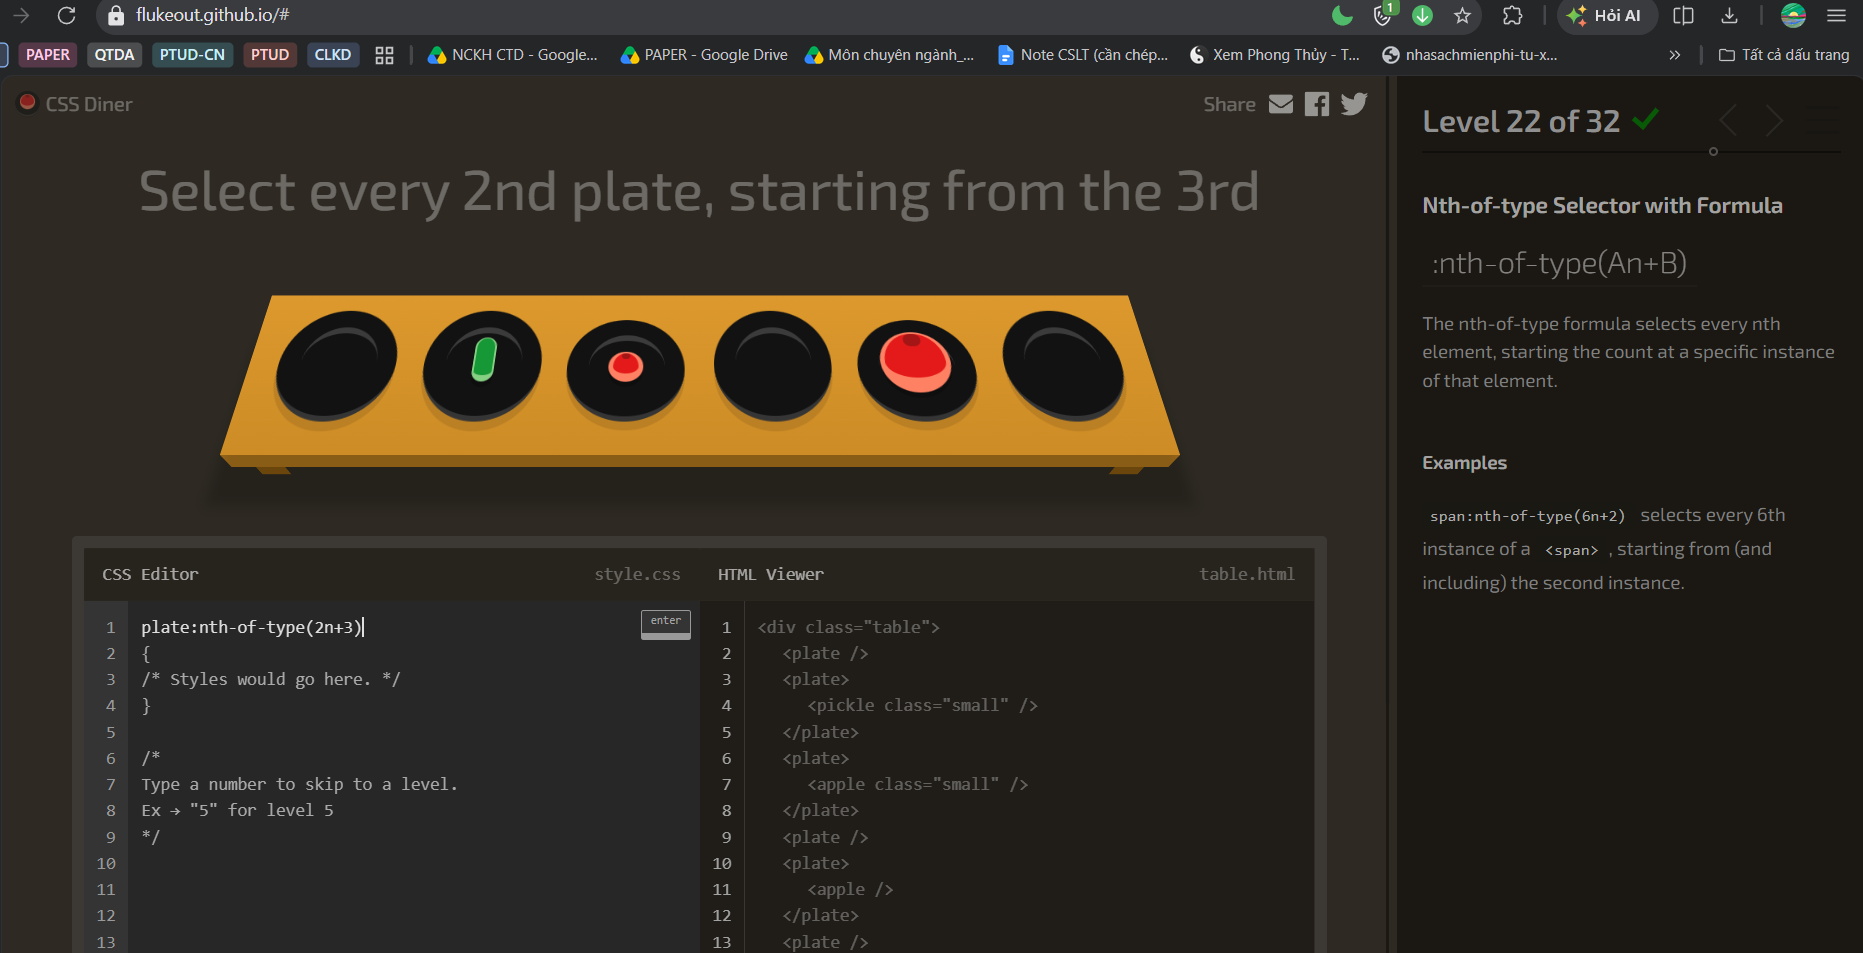 flukeout.github.io/#
1
Hỏi AI
PAPER
QTDA
PTUD-CN
PTUD
CLKD
NCKH CTD - Google...
PAPER - Google Drive
Môn chuyên ngành_...
Note CSLT (cần chép...
Xem Phong Thủy - T...
nhasachmienphi-tu-x...
»
Tất cả dấu trang
CSS Diner
Share
Select every 2nd plate, starting from the 3rd
CSS Editor
style.css
1 plate:nth-of-type(2n+3)
enter
2 {
3 /* Styles would go here. */
4 }
5
6 /*
7 Type a number to skip to a level.
8 Ex → "5" for level 5
9 */
10
11
12
13
HTML Viewer
table.html
1 <div class="table">
2 <plate />
3 <plate>
4 <pickle class="small" />
5 </plate>
6 <plate>
7 <apple class="small" />
8 </plate>
9 <plate />
10 <plate>
11 <apple />
12 </plate>
13 <plate />
Level 22 of 32
Nth-of-type Selector with Formula
:nth-of-type(An+B)
The nth-of-type formula selects every nth
element, starting the count at a specific instance
of that element.
Examples
span:nth-of-type(6n+2) selects every 6th
instance of a <span> , starting from (and
including) the second instance.